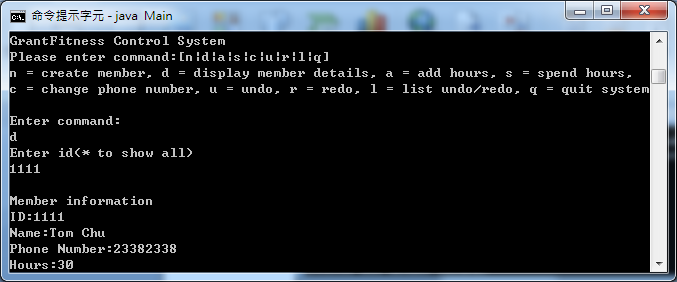 命令提示字元 - java Main
GrantFitness Control System
Please enter command:[n|d|a|s|c|u|r|l|q]
n = create member, d = display member details, a = add hours, s = spend hours,
c = change phone number, u = undo, r = redo, l = list undo/redo, q = quit system
Enter command:
d
Enter id(* to show all)
1111
Member information
ID:1111
Name:Tom Chu
Phone Number:23382338
Hours:30